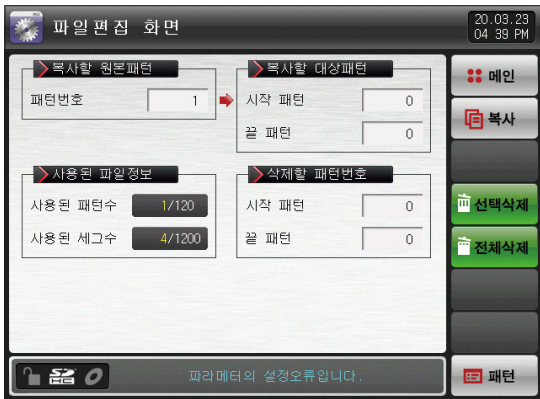 파일편집 화면
20.03.23
04 39 PM
복사할 원본패턴
패턴번호 1
복사할 대상패턴
시작 패턴 0
끝 패턴 0
사용된 파일정보
사용된 패턴수 1/120
사용된 세그수 4/1200
삭제할 패턴번호
시작 패턴 0
끝 패턴 0
메인
복사
선택삭제
전체삭제
패턴
SD
파라메터의 설정오류입니다.